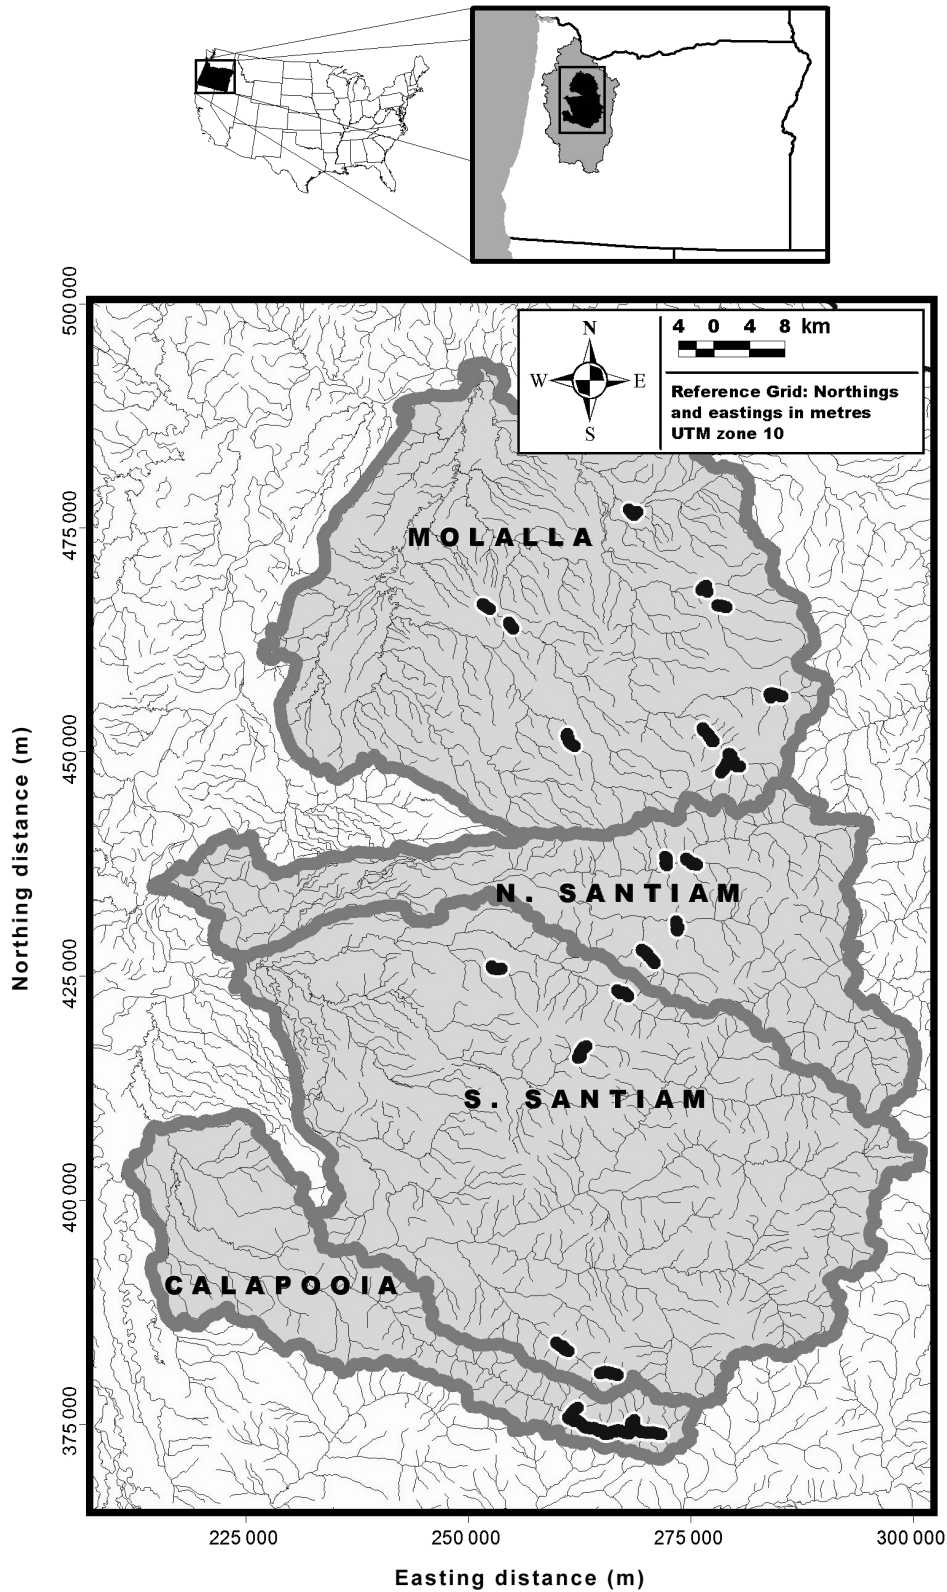 500 000
N
W E
S
4 0 4 8 km
Reference Grid: Northings
and eastings in metres
UTM zone 10
475 000
MOLALLA
450 000
N. SANTIAM
425 000
S. SANTIAM
400 000
CALAPOOIA
375 000
Northing distance (m)
225 000 250 000 275 000 300 000
Easting distance (m)